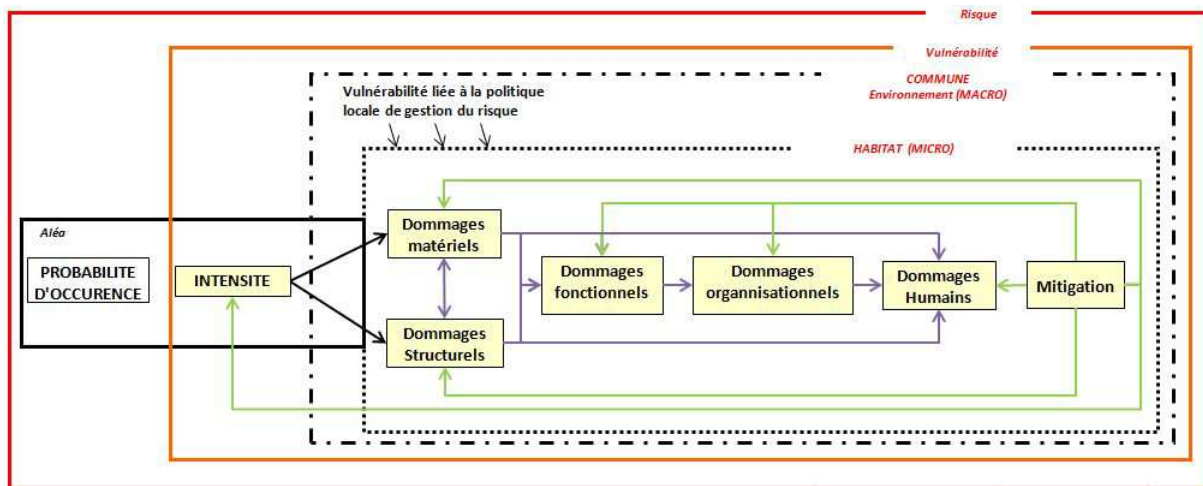 Risque
Vulnérabilité
COMMUNE
Environnement (MACRO)
Vulnérabilité liée à la politique
locale de gestion du risque
HABITAT (MICRO)
Aléa
PROBABILITE
D'OCCURENCE
INTENSITE
Dommages
matériels
Dommages
Structurels
Dommages
fonctionnels
Dommages
organnisationnels
Dommages
Humains
Mitigation